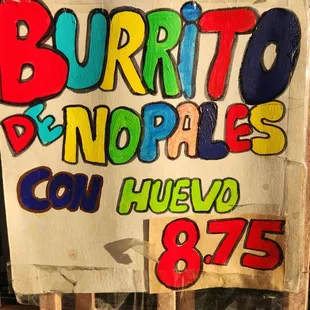 BURRITO
DE NOPALES
CON HUEVO
8.75